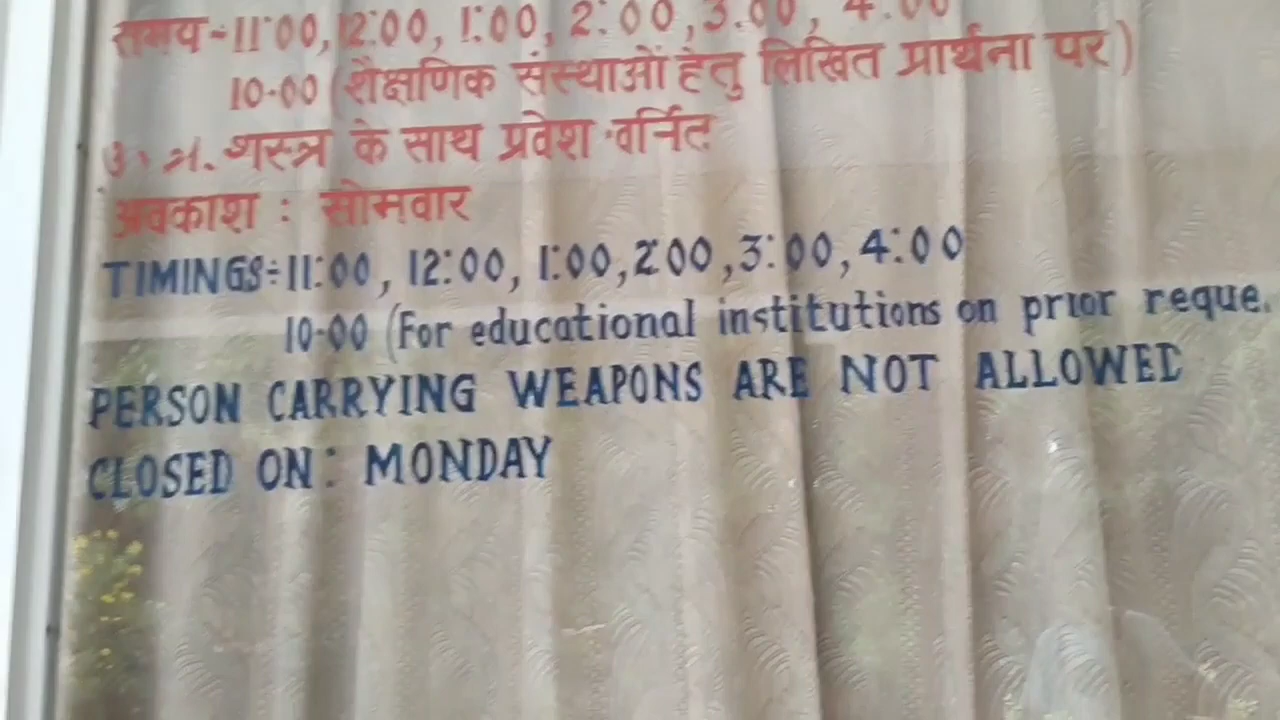 समय-11:00, 12:00, 1:00, 2:00, 3:00, 4:00
10-00 (शैक्षणिक संस्थाओं हेतु लिखित प्रार्थना पर)
शस्त्र के साथ प्रवेश वर्जित
अवकाश : सोमवार
TIMINGS:-11:00, 12:00, 1:00, 2:00, 3:00, 4:00
10-00 (For educational institutions on prior reque
PERSON CARRYING WEAPONS ARE NOT ALLOWED
CLOSED ON: MONDAY